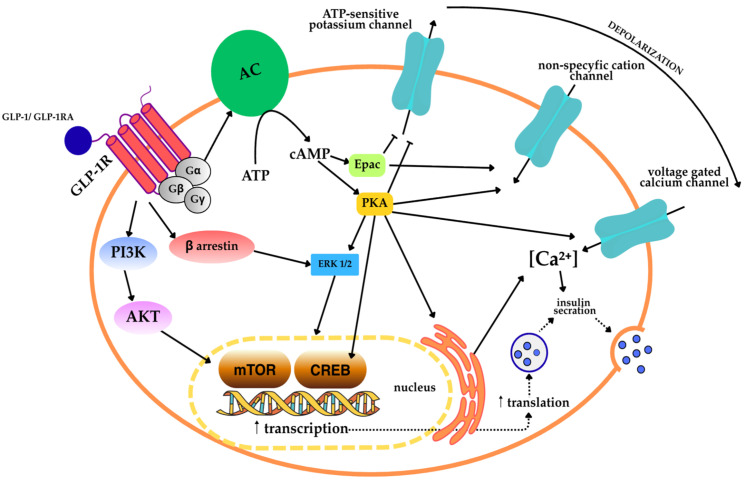 ATP-sensitive
potassium channel
DEPOLARIZATION
AC
non-specyfic cation
channel
GLP-1/ GLP-1RA
GLP-1R
Gα
Gβ
Gγ
ATP
cAMP
Epac
voltage gated
calcium channel
PKA
PI3K
β arrestin
ERK 1/2
[Ca²⁺]
AKT
insulin
secration
mTOR
CREB
nucleus
↑ translation
↑ transcription